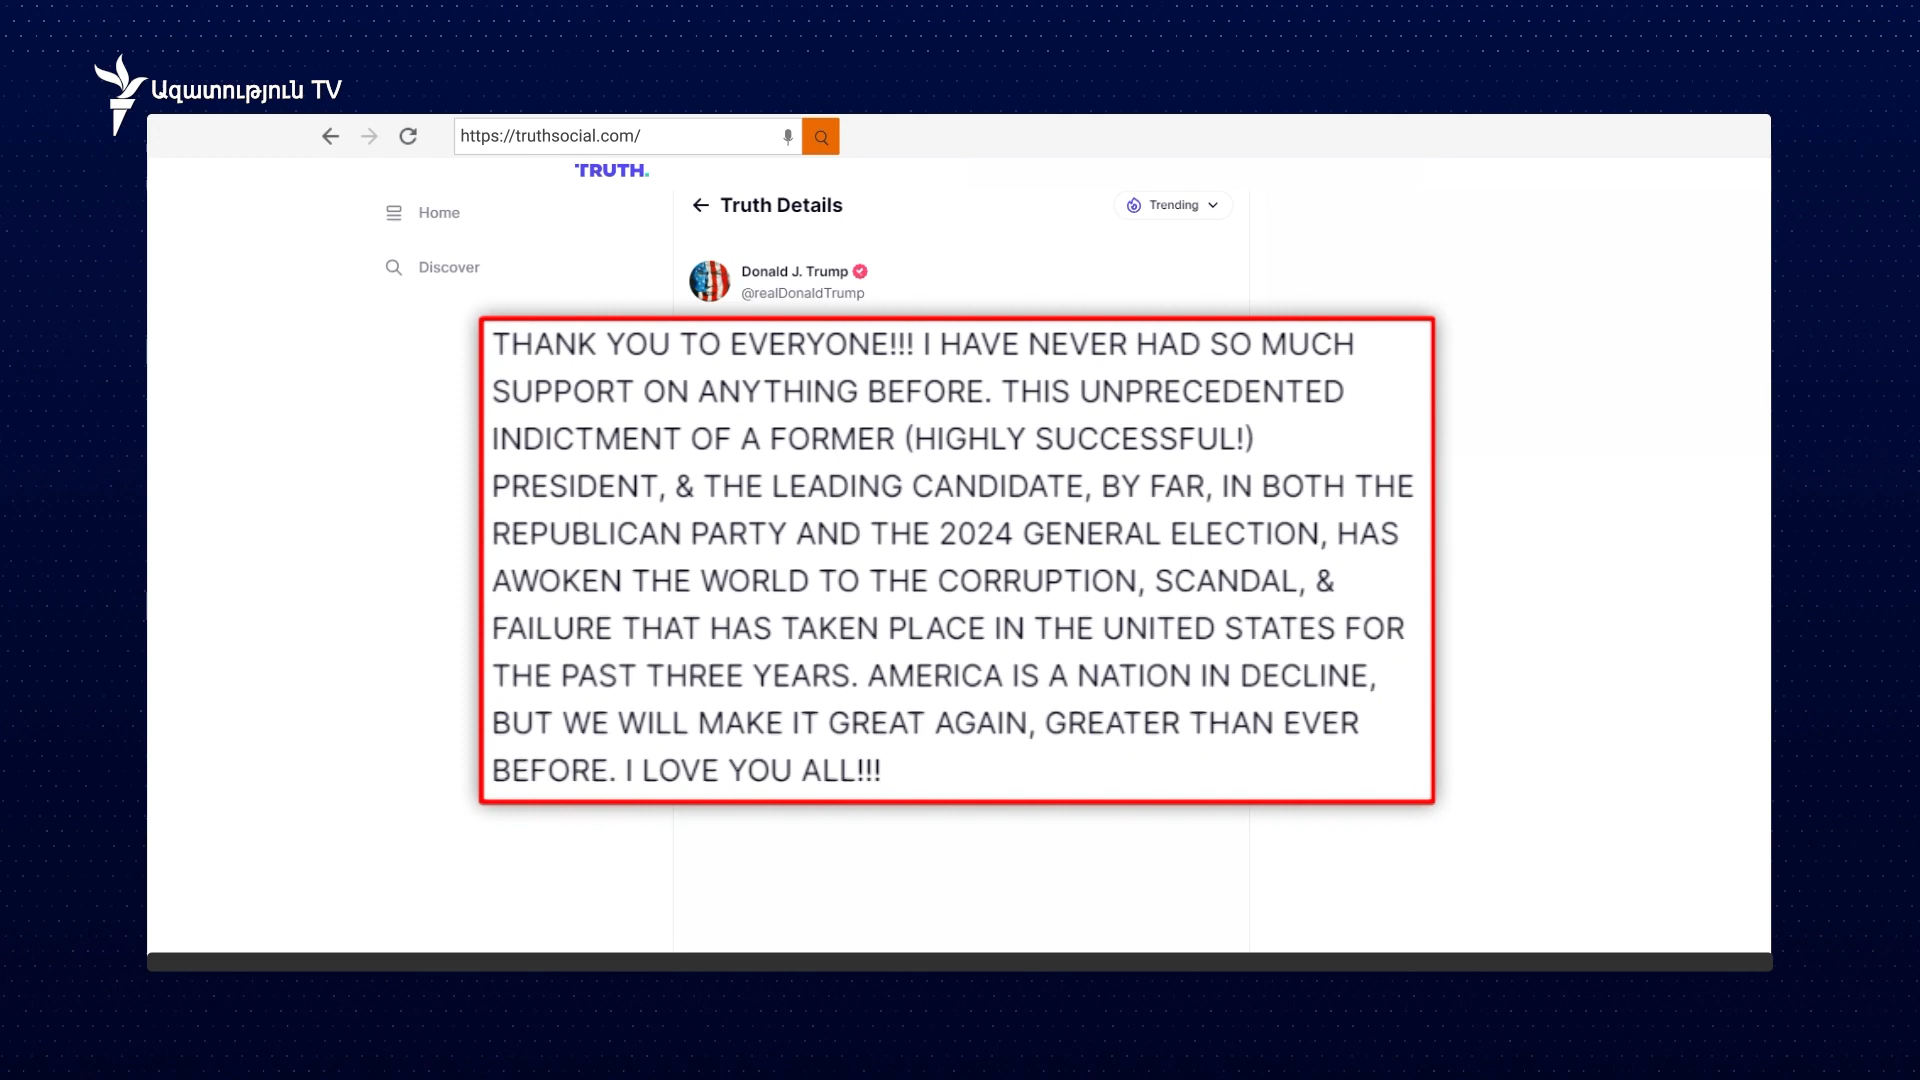 Ազատություն TV
https://truthsocial.com/
TRUTH.
Home
Discover
Truth Details
Trending
Donald J. Trump
@realDonaldTrump
THANK YOU TO EVERYONE!!! I HAVE NEVER HAD SO MUCH
SUPPORT ON ANYTHING BEFORE. THIS UNPRECEDENTED
INDICTMENT OF A FORMER (HIGHLY SUCCESSFUL!)
PRESIDENT, & THE LEADING CANDIDATE, BY FAR, IN BOTH THE
REPUBLICAN PARTY AND THE 2024 GENERAL ELECTION, HAS
AWOKEN THE WORLD TO THE CORRUPTION, SCANDAL, &
FAILURE THAT HAS TAKEN PLACE IN THE UNITED STATES FOR
THE PAST THREE YEARS. AMERICA IS A NATION IN DECLINE,
BUT WE WILL MAKE IT GREAT AGAIN, GREATER THAN EVER
BEFORE. I LOVE YOU ALL!!!